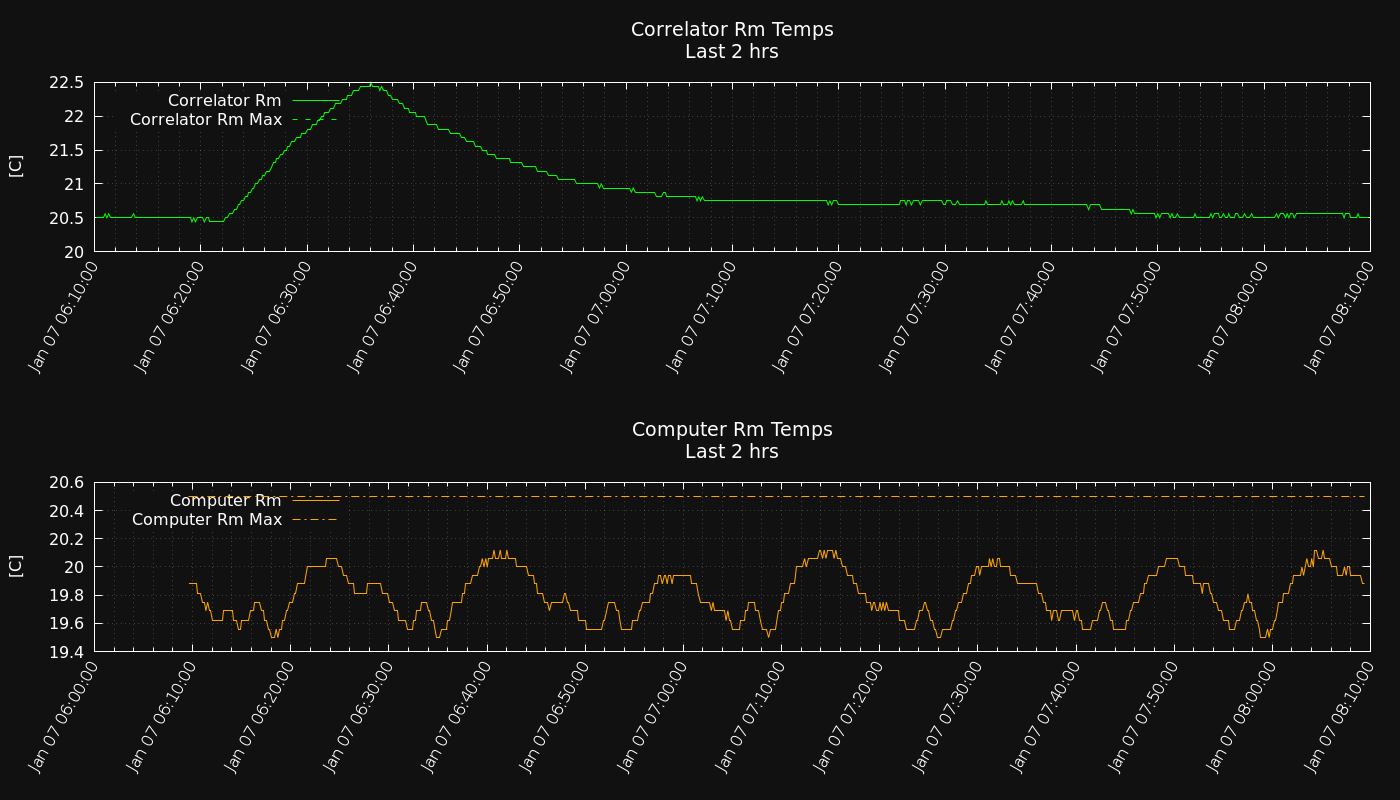 Correlator Rm Temps
Last 2 hrs
[C]
22.5
22
21.5
21
20.5
20
Correlator Rm
Correlator Rm Max
Jan 07 06:10:00
Jan 07 06:20:00
Jan 07 06:30:00
Jan 07 06:40:00
Jan 07 06:50:00
Jan 07 07:00:00
Jan 07 07:10:00
Jan 07 07:20:00
Jan 07 07:30:00
Jan 07 07:40:00
Jan 07 07:50:00
Jan 07 08:00:00
Jan 07 08:10:00
Computer Rm Temps
Last 2 hrs
[C]
20.6
20.4
20.2
20
19.8
19.6
19.4
Computer Rm
Computer Rm Max
Jan 07 06:00:00
Jan 07 06:10:00
Jan 07 06:20:00
Jan 07 06:30:00
Jan 07 06:40:00
Jan 07 06:50:00
Jan 07 07:00:00
Jan 07 07:10:00
Jan 07 07:20:00
Jan 07 07:30:00
Jan 07 07:40:00
Jan 07 07:50:00
Jan 07 08:00:00
Jan 07 08:10:00